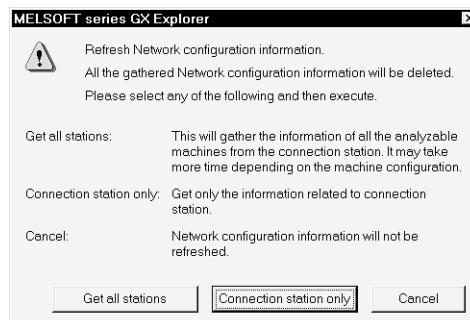 MELSOFT series GX Explorer
Refresh Network configuration information.
All the gathered Network configuration information will be deleted.
Please select any of the following and then execute.
Get all stations: This will gather the information of all the analyzable
machines from the connection station. It may take
more time depending on the machine configuration.
Connection station only: Get only the information related to connection
station.
Cancel: Network configuration information will not be
refreshed.
Get all stations Connection station only Cancel